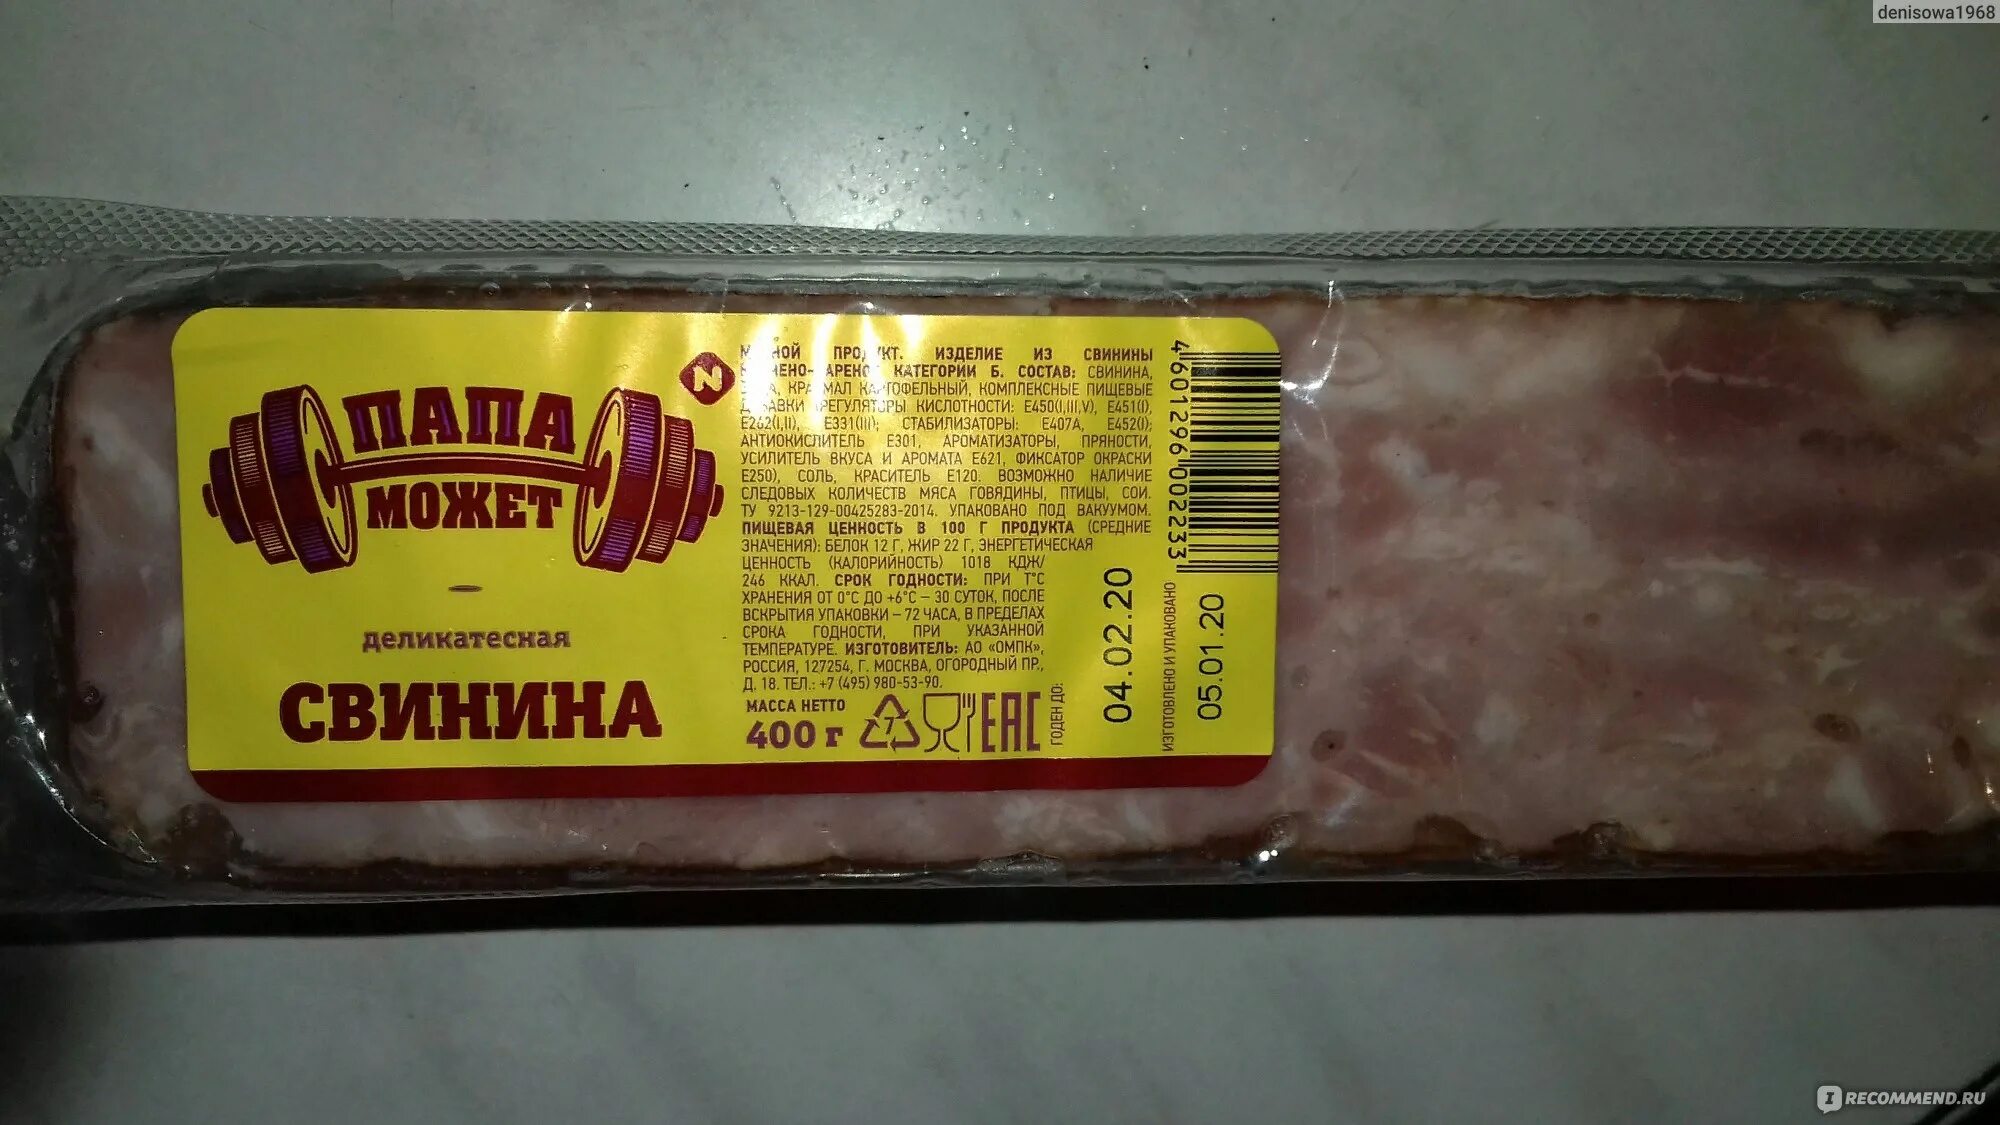 denisowa1968
ПАПА
МОЖЕТ
деликатесная
СВИНИНА
ПРОДУКТ. ИЗДЕЛИЕ ИЗ СВИНИНЫ
КАТЕГОРИИ Б. СОСТАВ: СВИНИНА,
КРАХМАЛ КАРТОФЕЛЬНЫЙ, КОМПЛЕКСНЫЕ ПИЩЕВЫЕ
(РЕГУЛЯТОРЫ КИСЛОТНОСТИ: Е450(I,III,V), Е451(I),
Е262(I,II), Е331(III); СТАБИЛИЗАТОРЫ: Е407А, Е452(I);
АНТИОКИСЛИТЕЛЬ Е301, АРОМАТИЗАТОРЫ, ПРЯНОСТИ,
УСИЛИТЕЛЬ ВКУСА И АРОМАТА Е621, ФИКСАТОР ОКРАСКИ
Е250), СОЛЬ, КРАСИТЕЛЬ Е120. ВОЗМОЖНО НАЛИЧИЕ
СЛЕДОВЫХ КОЛИЧЕСТВ МЯСА ГОВЯДИНЫ, ПТИЦЫ, СОИ.
ТУ 9213-129-00425283-2014. УПАКОВАНО ПОД ВАКУУМОМ.
ПИЩЕВАЯ ЦЕННОСТЬ В 100 Г ПРОДУКТА (СРЕДНИЕ
ЗНАЧЕНИЯ): БЕЛОК 12 Г, ЖИР 22 Г, ЭНЕРГЕТИЧЕСКАЯ
ЦЕННОСТЬ (КАЛОРИЙНОСТЬ) 1018 КДЖ/
246 ККАЛ. СРОК ГОДНОСТИ: ПРИ Т°С
ХРАНЕНИЯ ОТ 0°С ДО +6°С – 30 СУТОК, ПОСЛЕ
ВСКРЫТИЯ УПАКОВКИ – 72 ЧАСА, В ПРЕДЕЛАХ
СРОКА ГОДНОСТИ, ПРИ УКАЗАННОЙ
ТЕМПЕРАТУРЕ. ИЗГОТОВИТЕЛЬ: АО «ОМПК»,
РОССИЯ, 127254, Г. МОСКВА, ОГОРОДНЫЙ ПР.,
Д. 18. ТЕЛ.: +7 (495) 980-53-90.
МАССА НЕТТО
400 г
7
ЕАС
ГОДЕН ДО:
04.02.20
ИЗГОТОВЛЕНО И УПАКОВАНО
05.01.20
4601296002233
IRECOMMEND.RU